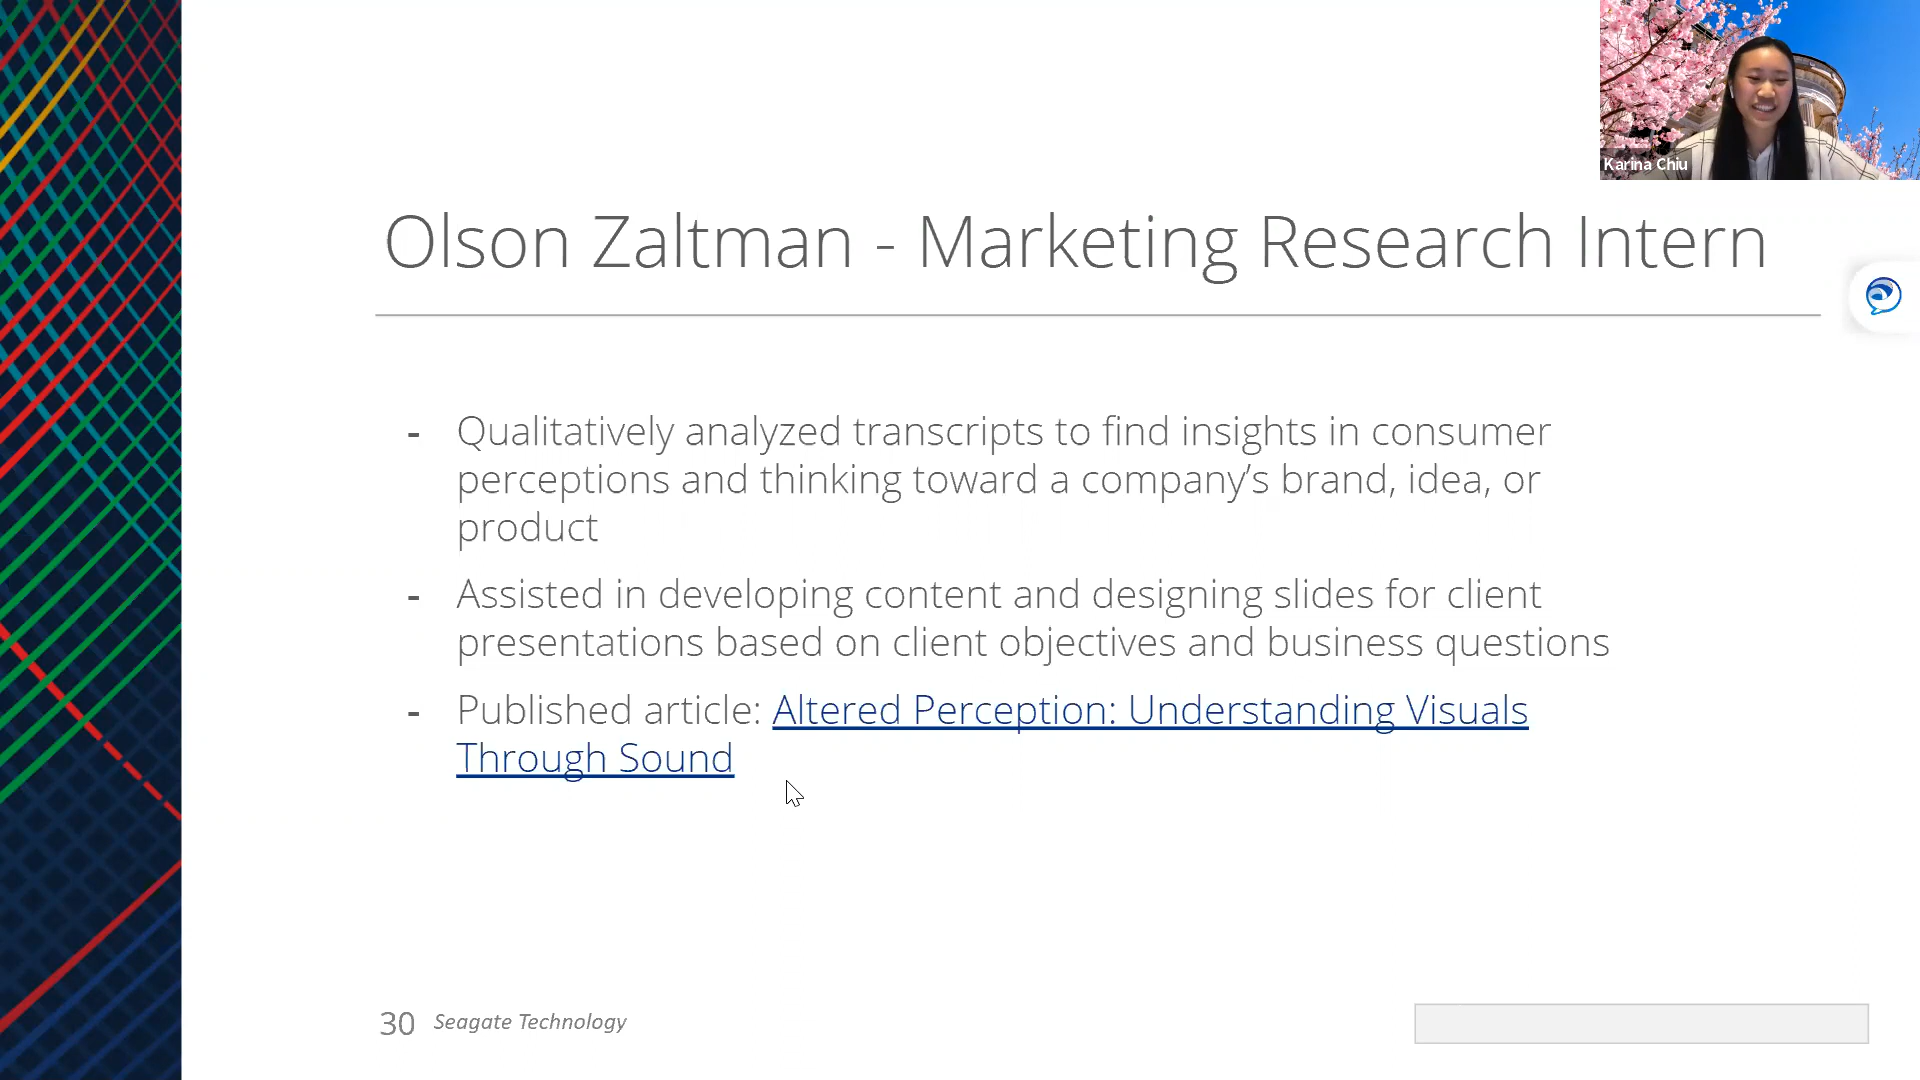 Karina Chiu
Olson Zaltman - Marketing Research Intern
- Qualitatively analyzed transcripts to find insights in consumer
perceptions and thinking toward a company’s brand, idea, or
product
- Assisted in developing content and designing slides for client
presentations based on client objectives and business questions
- Published article: Altered Perception: Understanding Visuals
Through Sound
30 Seagate Technology